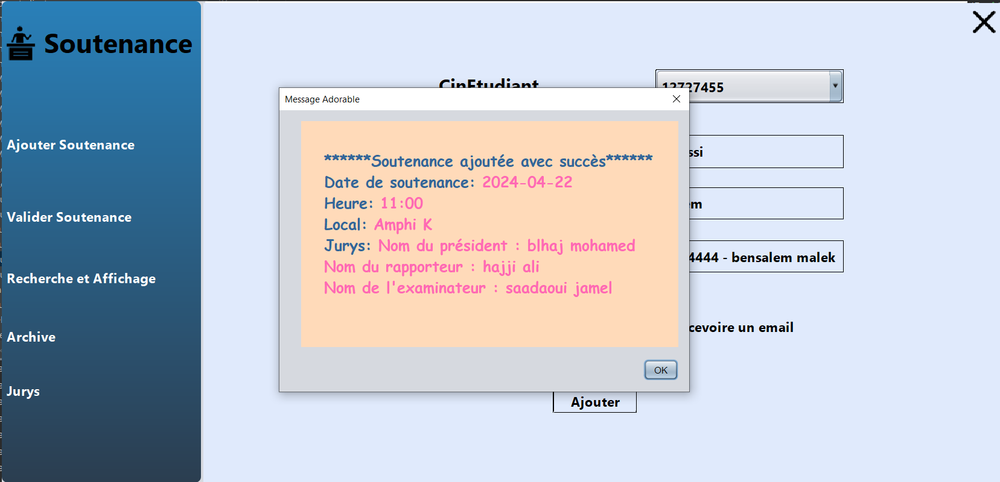 Soutenance
Ajouter Soutenance
Valider Soutenance
Recherche et Affichage
Archive
Jurys
CinEtudiant
12727455
Message Adorable
******Soutenance ajoutée avec succès******
Date de soutenance: 2024-04-22
Heure: 11:00
Local: Amphi K
Jurys: Nom du président : blhaj mohamed
Nom du rapporteur : hajji ali
Nom de l'examinateur : saadaoui jamel
OK
4444 - bensalem malek
cevoire un email
Ajouter